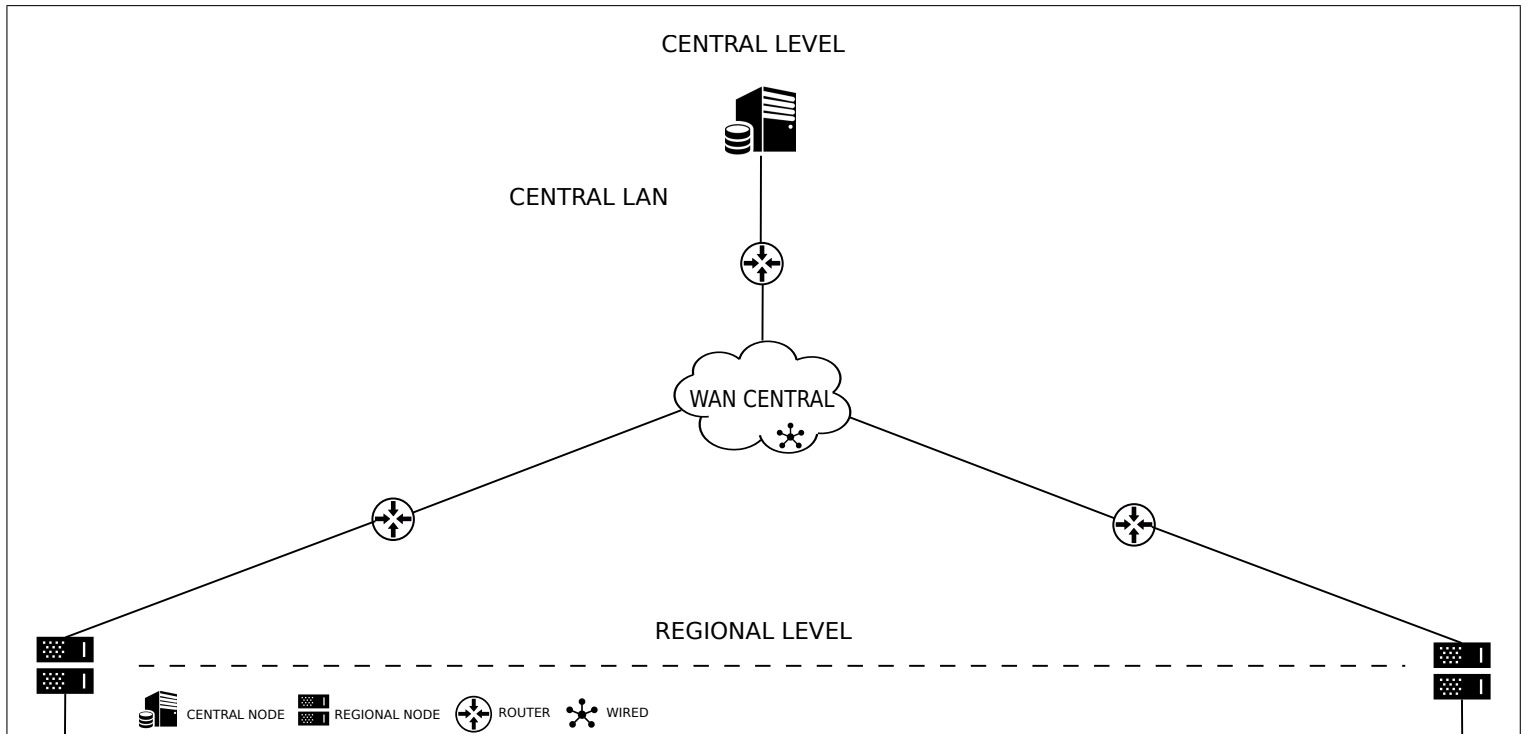 CENTRAL LEVEL
CENTRAL LAN
WAN CENTRAL
REGIONAL LEVEL
CENTRAL NODE
REGIONAL NODE
ROUTER
WIRED